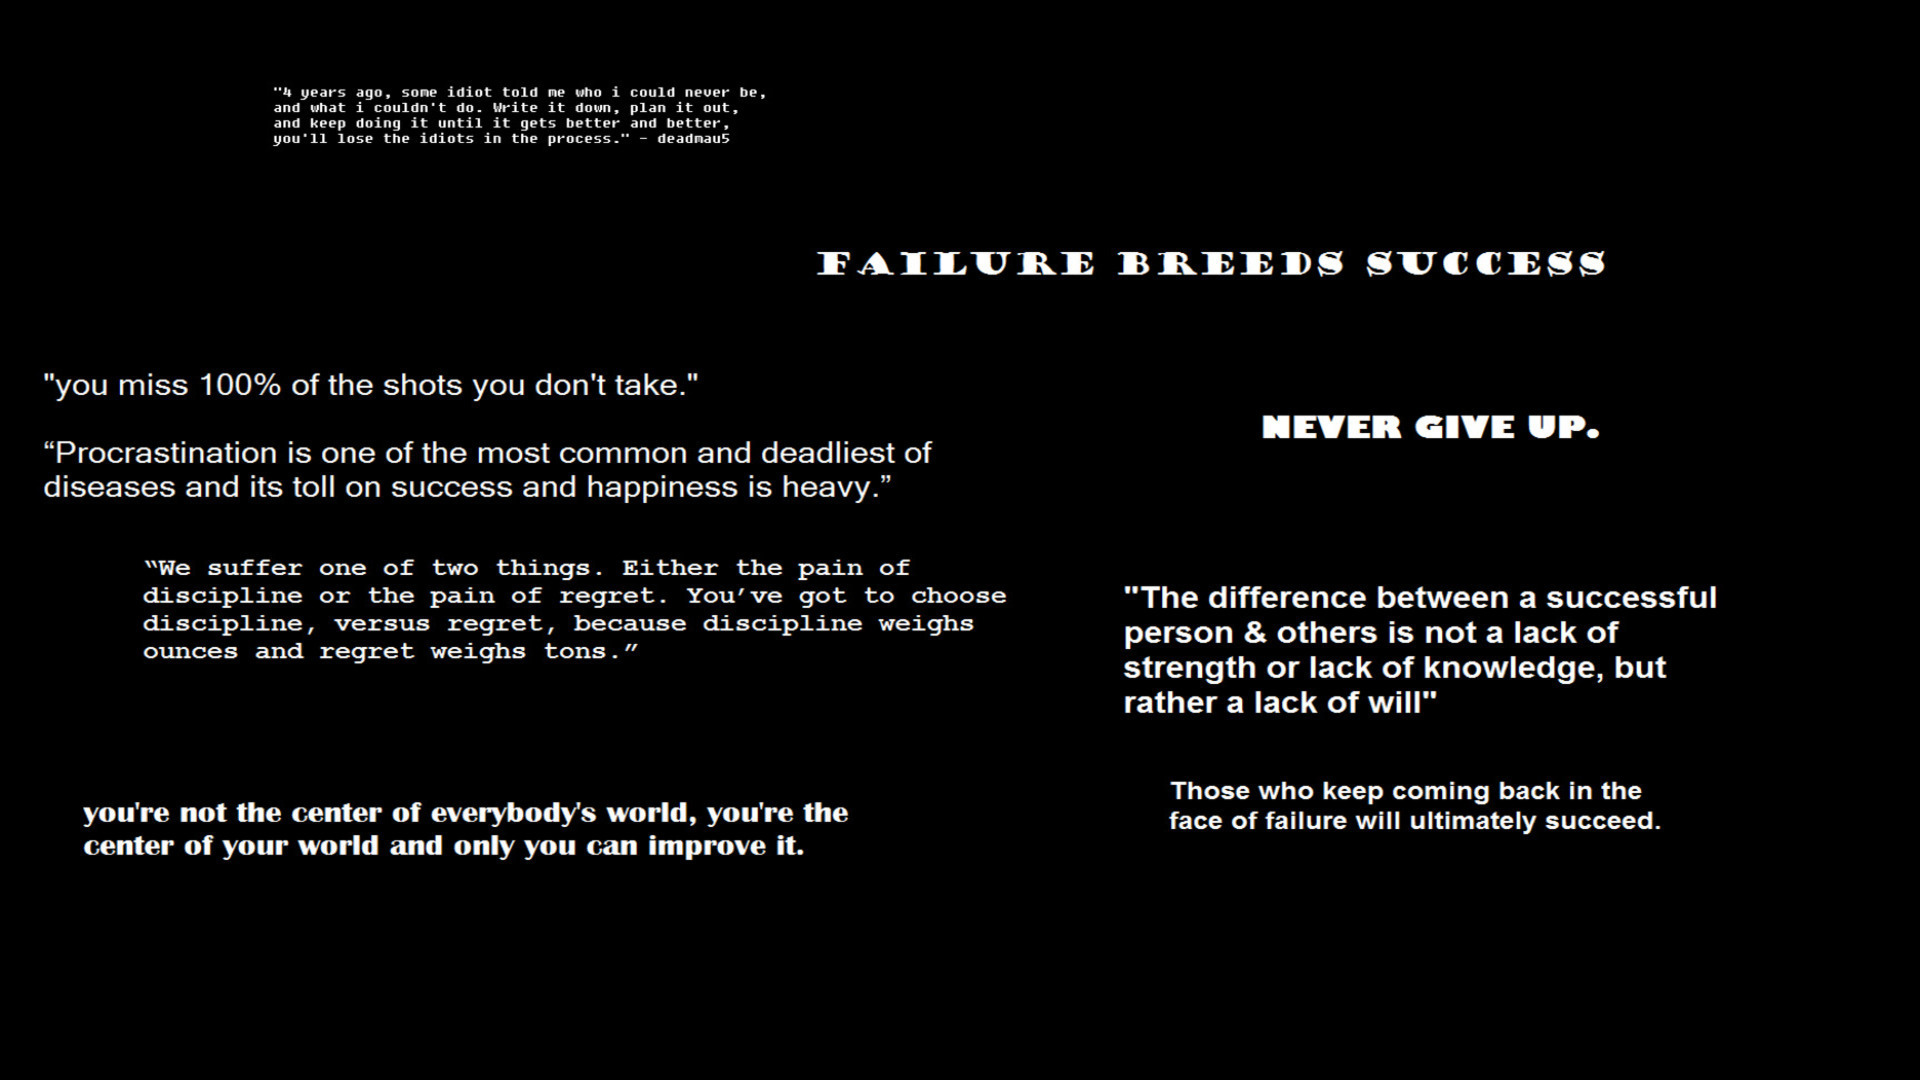 "4 years ago, some idiot told me who i could never be,
and what i couldn't do. Write it down, plan it out,
and keep doing it until it gets better and better,
you'll lose the idiots in the process." - deadmau5
FAILURE BREEDS SUCCESS
"you miss 100% of the shots you don't take."
NEVER GIVE UP.
“Procrastination is one of the most common and deadliest of
diseases and its toll on success and happiness is heavy.”
“We suffer one of two things. Either the pain of
discipline or the pain of regret. You’ve got to choose
discipline, versus regret, because discipline weighs
ounces and regret weighs tons.”
"The difference between a successful
person & others is not a lack of
strength or lack of knowledge, but
rather a lack of will"
you're not the center of everybody's world, you're the
center of your world and only you can improve it.
Those who keep coming back in the
face of failure will ultimately succeed.